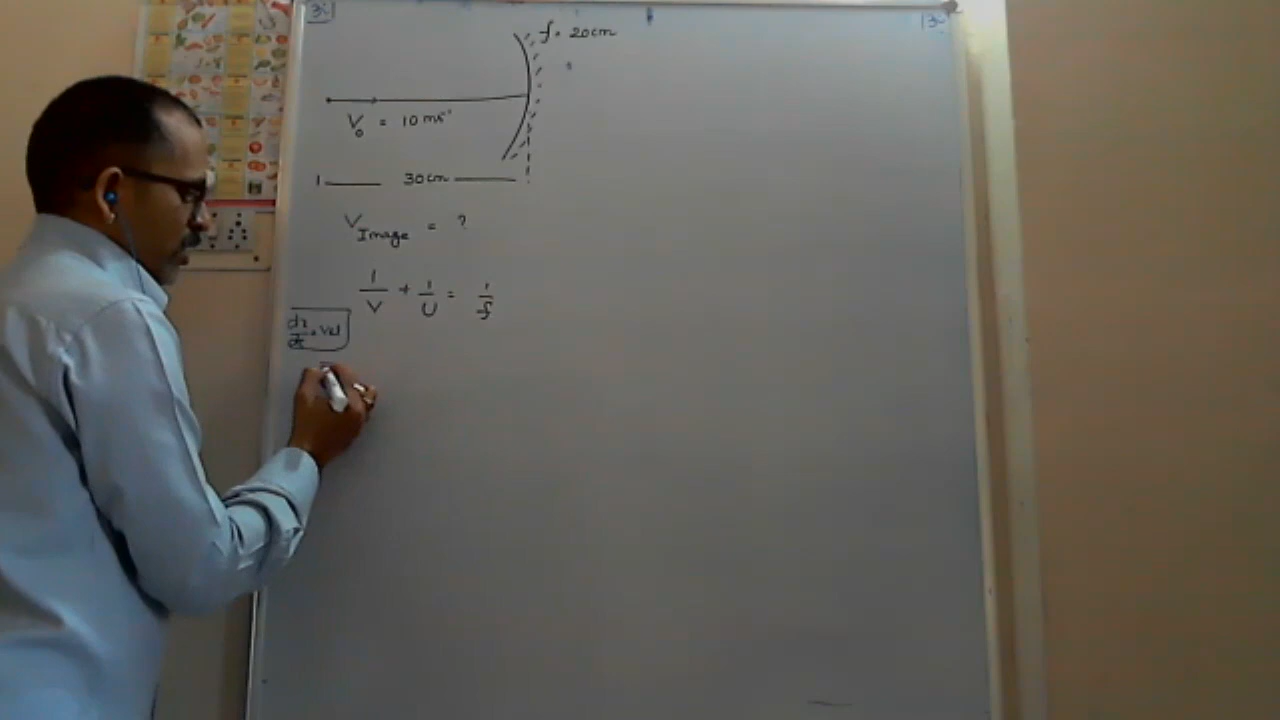 f = 20cm
V₀ = 10 ms⁻¹
30cm
V Image = ?
1/V + 1/U = 1/f
dx/dt = Vel